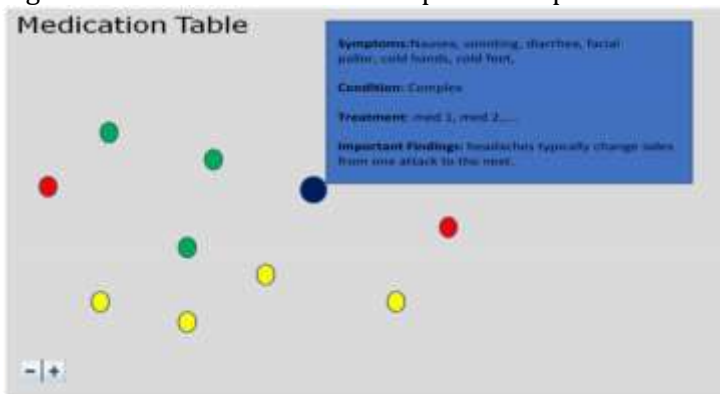 Medication Table
Symptoms:Nausea, vomiting, diarrhea, facial
pallor, cold hands, cold feet,
Condition: Complex
Treatment: med 1, med 2,....
Important Findings: headaches typically change sides
from one attack to the next.
- +